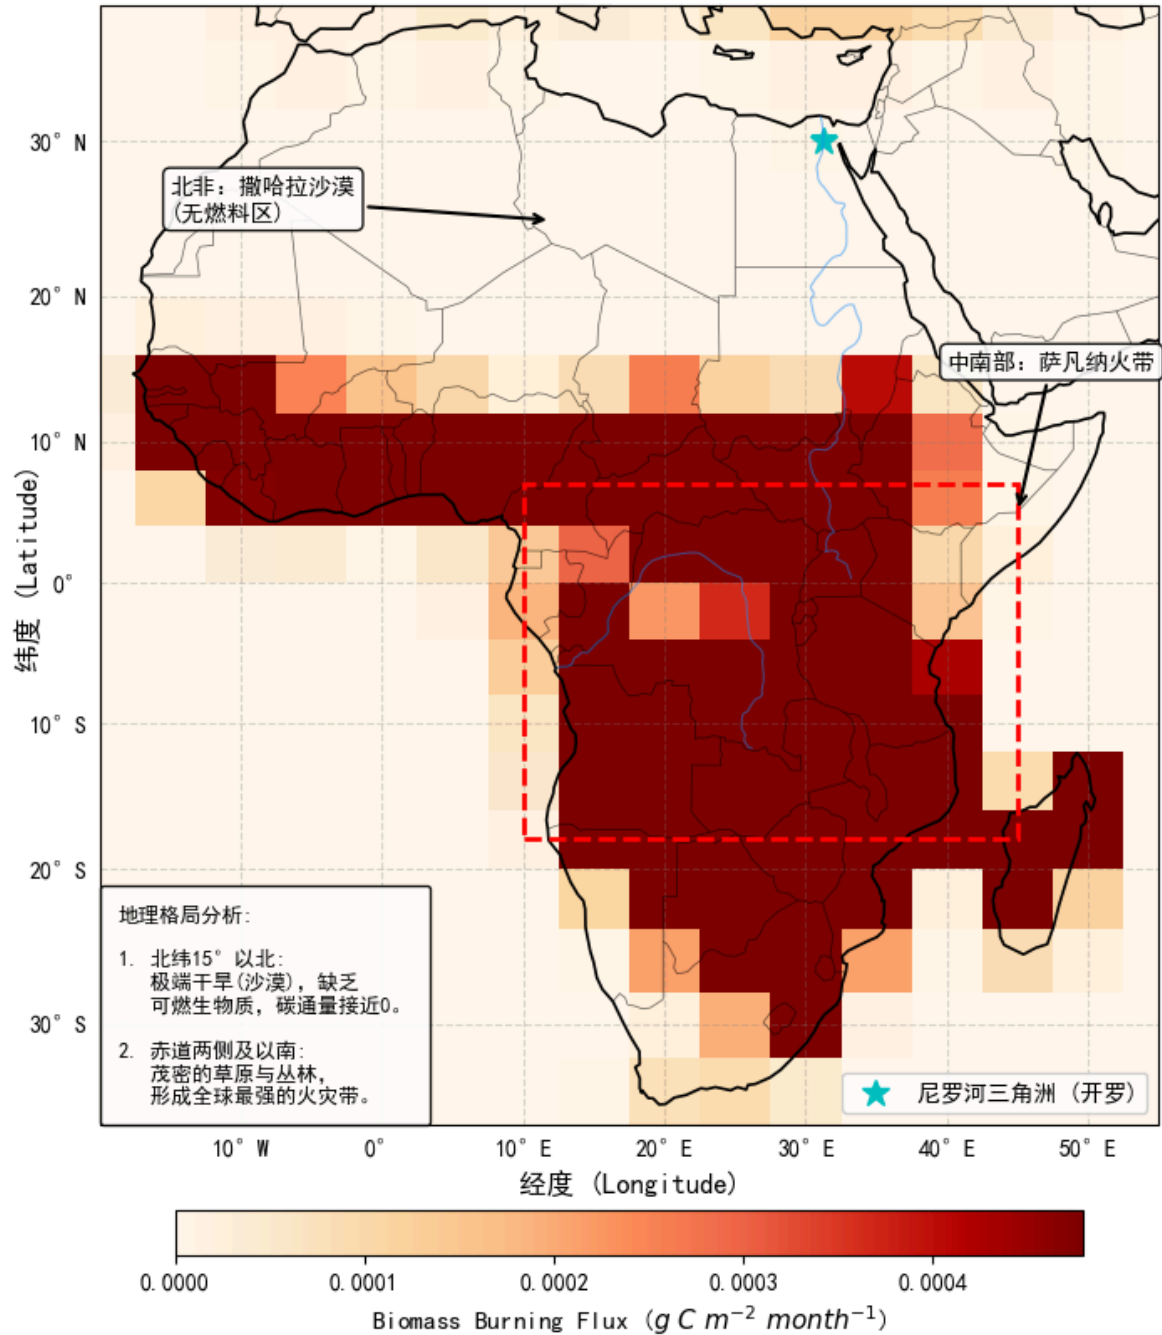 30° N
20° N
10° N
0°
10° S
20° S
30° S
纬度 (Latitude)
北非: 撒哈拉沙漠
(无燃料区)
中南部: 萨凡纳火带
地理格局分析:
1. 北纬15°以北:
极端干旱(沙漠), 缺乏
可燃生物质, 碳通量接近0。
2. 赤道两侧及以南:
茂密的草原与丛林,
形成全球最强的火灾带。
尼罗河三角洲 (开罗)
10° W
0°
10° E
20° E
30° E
40° E
50° E
经度 (Longitude)
0.0000
0.0001
0.0002
0.0003
0.0004
Biomass Burning Flux (g C m⁻² month⁻¹)